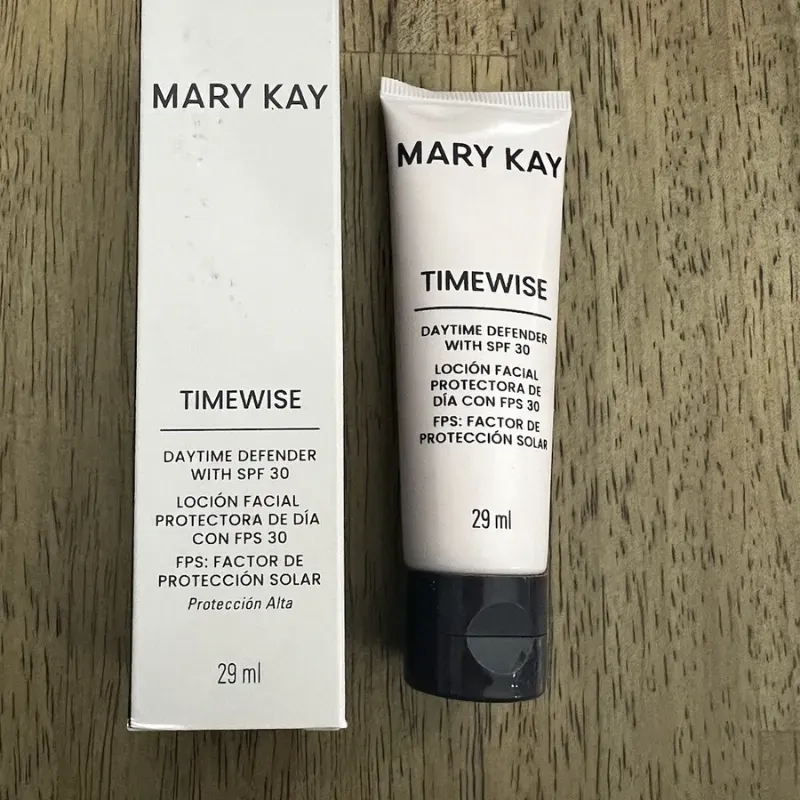 MARY KAY
TIMEWISE
DAYTIME DEFENDER
WITH SPF 30
LOCIÓN FACIAL
PROTECTORA DE DÍA
CON FPS 30
FPS: FACTOR DE
PROTECCIÓN SOLAR
Protección Alta
29 ml
MARY KAY
TIMEWISE
DAYTIME DEFENDER
WITH SPF 30
LOCIÓN FACIAL
PROTECTORA DE
DÍA CON FPS 30
FPS: FACTOR DE
PROTECCIÓN SOLAR
29 ml